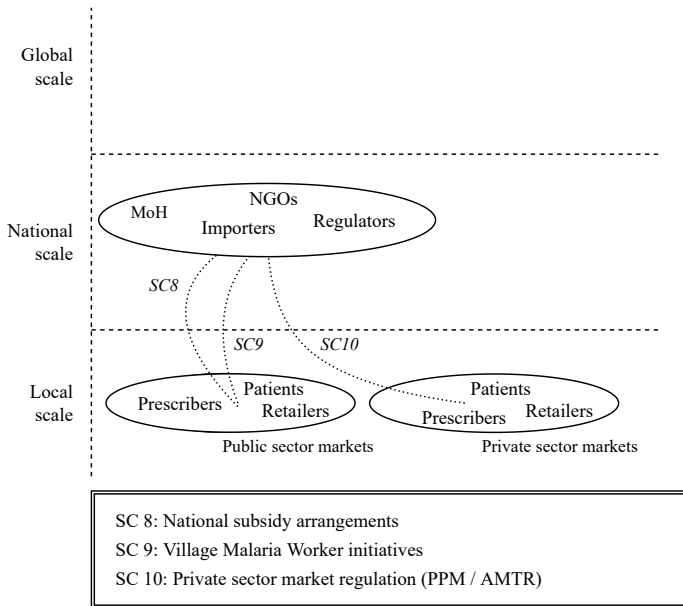 Global
scale
National
scale
MoH
NGOs
Importers
Regulators
SC8
SC9
SC10
Local
scale
Prescribers
Patients
Retailers
Public sector markets
Patients
Prescribers
Retailers
Private sector markets
SC 8: National subsidy arrangements
SC 9: Village Malaria Worker initiatives
SC 10: Private sector market regulation (PPM / AMTR)